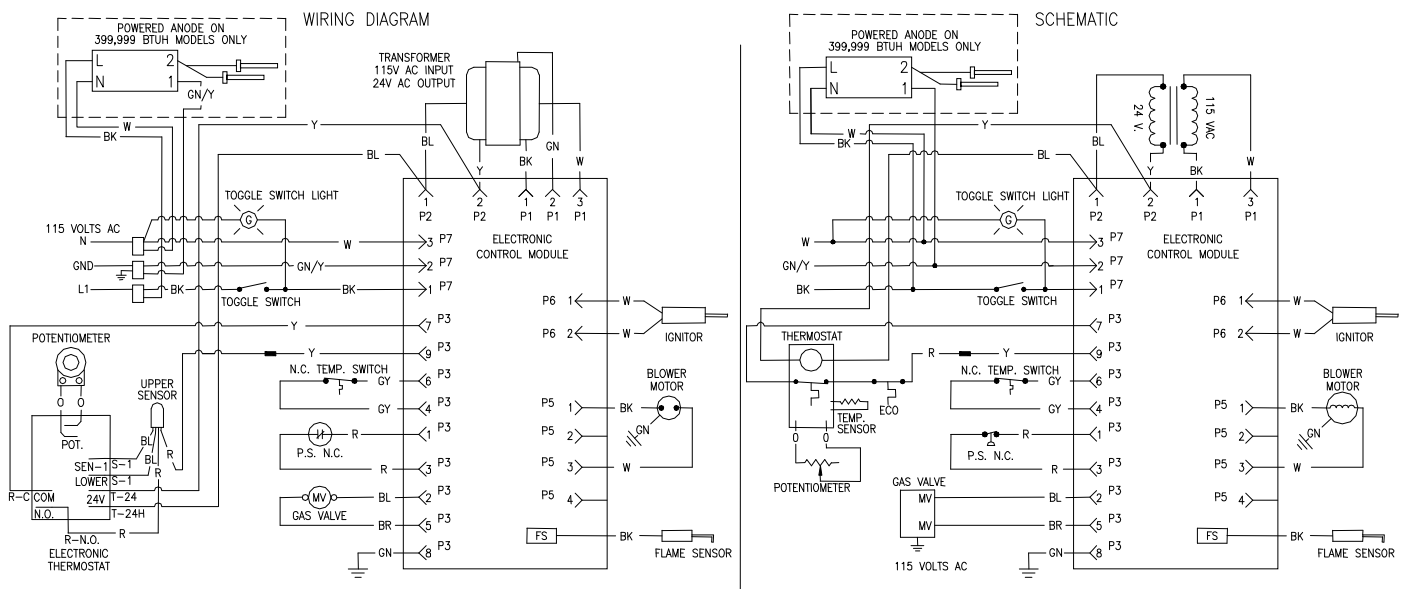 WIRING DIAGRAM
POWERED ANODE ON
399,999 BTUH MODELS ONLY
L
N
2
1
GN/Y
W
BK
TRANSFORMER
115V AC INPUT
24V AC OUTPUT
Y
BL
BL
Y
BK
GN
W
1
P2
2
P2
1
P1
2
P1
3
P1
ELECTRONIC
CONTROL MODULE
TOGGLE SWITCH LIGHT
G
115 VOLTS AC
N
W
3 P7
GND
GN/Y
2 P7
L1
BK
BK
1 P7
TOGGLE SWITCH
Y
7 P3
Y
9 P3
N.C. TEMP. SWITCH
GY
6 P3
GY
4 P3
R
1 P3
P.S. N.C.
R
3 P3
MV
BL
2 P3
GAS VALVE
BR
5 P3
GN
8 P3
P6 1
W
P6 2
W
IGNITOR
BLOWER
MOTOR
P5 1
BK
GN
P5 2
P5 3
W
P5 4
FS
BK
FLAME SENSOR
POTENTIOMETER
O
O
POT.
UPPER
SENSOR
BL
BL
R
R
SEN-1
S-1
LOWER
S-1
R-C
COM
24V
T-24
N.O.
T-24H
R-N.O.
R
ELECTRONIC
THERMOSTAT
SCHEMATIC
POWERED ANODE ON
399,999 BTUH MODELS ONLY
L
N
2
1
W
BK
Y
BL
24 V.
115 VAC
BL
Y
BK
W
1
P2
2
P2
1
P1
3
P1
ELECTRONIC
CONTROL MODULE
TOGGLE SWITCH LIGHT
G
W
3 P7
GN/Y
2 P7
BK
1 P7
TOGGLE SWITCH
7 P3
THERMOSTAT
R
Y
9 P3
N.C. TEMP. SWITCH
GY
6 P3
GY
4 P3
TEMP.
SENSOR
ECO
O
O
POTENTIOMETER
R
1 P3
P.S. N.C.
R
3 P3
GAS VALVE
MV
BL
2 P3
MV
BR
5 P3
GN
8 P3
115 VOLTS AC
P6 1
W
P6 2
W
IGNITOR
BLOWER
MOTOR
P5 1
BK
GN
P5 2
P5 3
W
P5 4
FS
BK
FLAME SENSOR